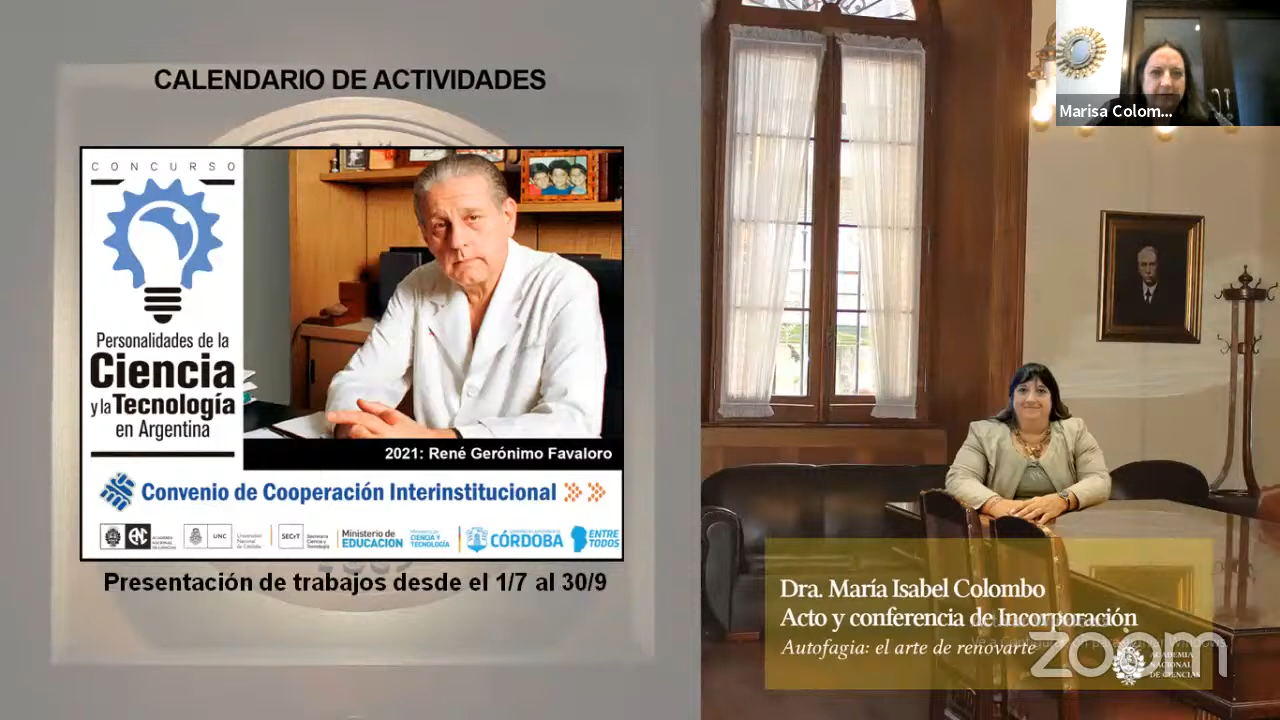 CALENDARIO DE ACTIVIDADES
CONCURSO
Personalidades de la
Ciencia
y la Tecnología
en Argentina
2021: René Gerónimo Favaloro
Convenio de Cooperación Interinstitucional
UNC
SECyT
Ministerio de
EDUCACIÓN
CIENCIA Y
TECNOLOGÍA
CÓRDOBA
ENTRE
TODOS
Presentación de trabajos desde el 1/7 al 30/9
Marisa Colom...
Dra. María Isabel Colombo
Acto y conferencia de Incorporación
Autofagia: el arte de renovarte
zoom
ACADEMIA
NACIONAL
DE CIENCIAS